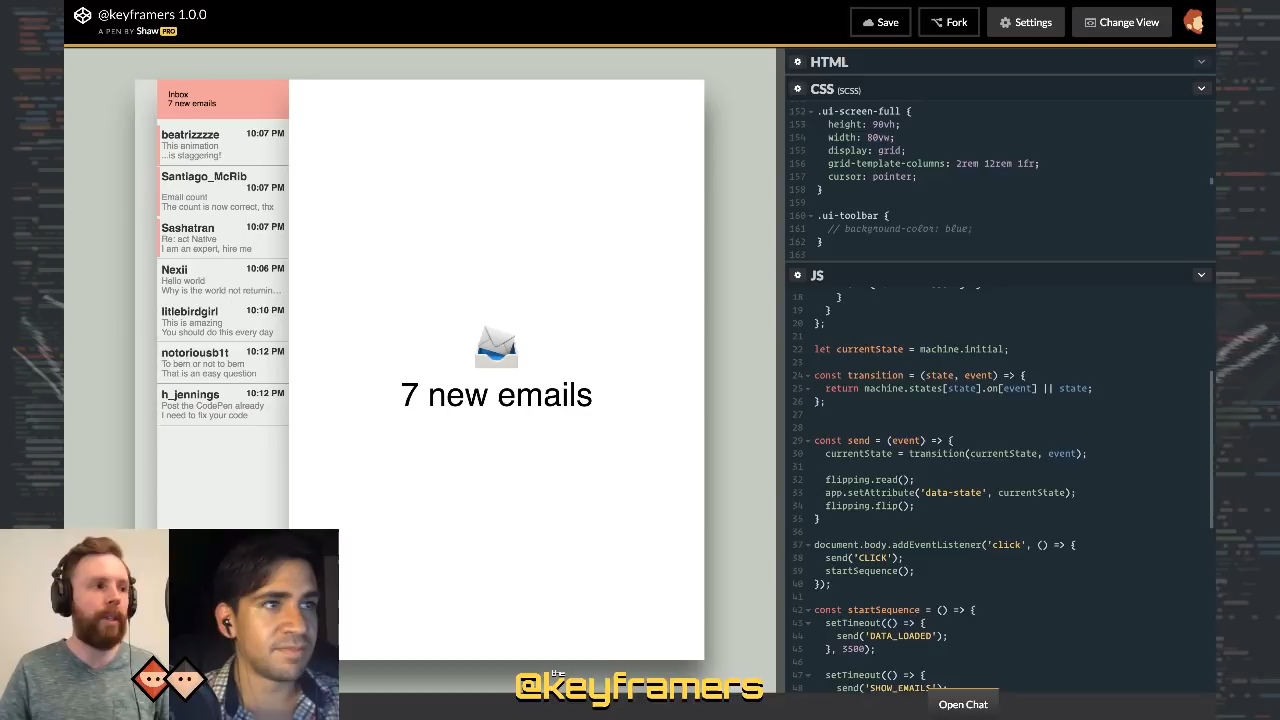 @keyframers 1.0.0
A PEN BY Shaw PRO
Save
Fork
Settings
Change View
Inbox
7 new emails
beatrizzzze 10:07 PM
This animation
...is staggering!
Santiago_McRib
10:07 PM
Email count
The count is now correct, thx
Sashatran 10:07 PM
Re: act Native
I am an expert, hire me
Nexii 10:06 PM
Hello world
Why is the world not returnin...
litlebirdgirl 10:10 PM
This is amazing
You should do this every day
notoriousb1t 10:12 PM
To bem or not to bem
That is an easy question
h_jennings 10:12 PM
Post the CodePen already
I need to fix your code
7 new emails
HTML
CSS (SCSS)
152 .ui-screen-full {
153 height: 90vh;
154 width: 80vw;
155 display: grid;
156 grid-template-columns: 2rem 12rem 1fr;
157 cursor: pointer;
158 }
159
160 .ui-toolbar {
161 // background-color: blue;
162 }
163
JS
18 }
19 }
20 };
21
22 let currentState = machine.initial;
23
24 const transition = (state, event) => {
25 return machine.states[state].on[event] || state;
26 };
27
28
29 const send = (event) => {
30 currentState = transition(currentState, event);
31
32 flipping.read();
33 app.setAttribute('data-state', currentState);
34 flipping.flip();
35 }
36
37 document.body.addEventListener('click', () => {
38 send('CLICK');
39 startSequence();
40 });
41
42 const startSequence = () => {
43 setTimeout(() => {
44 send('DATA_LOADED');
45 }, 3500);
46
47 setTimeout(() => {
48 send('SHOW_EMAILS');
Open Chat
the
@keyframers